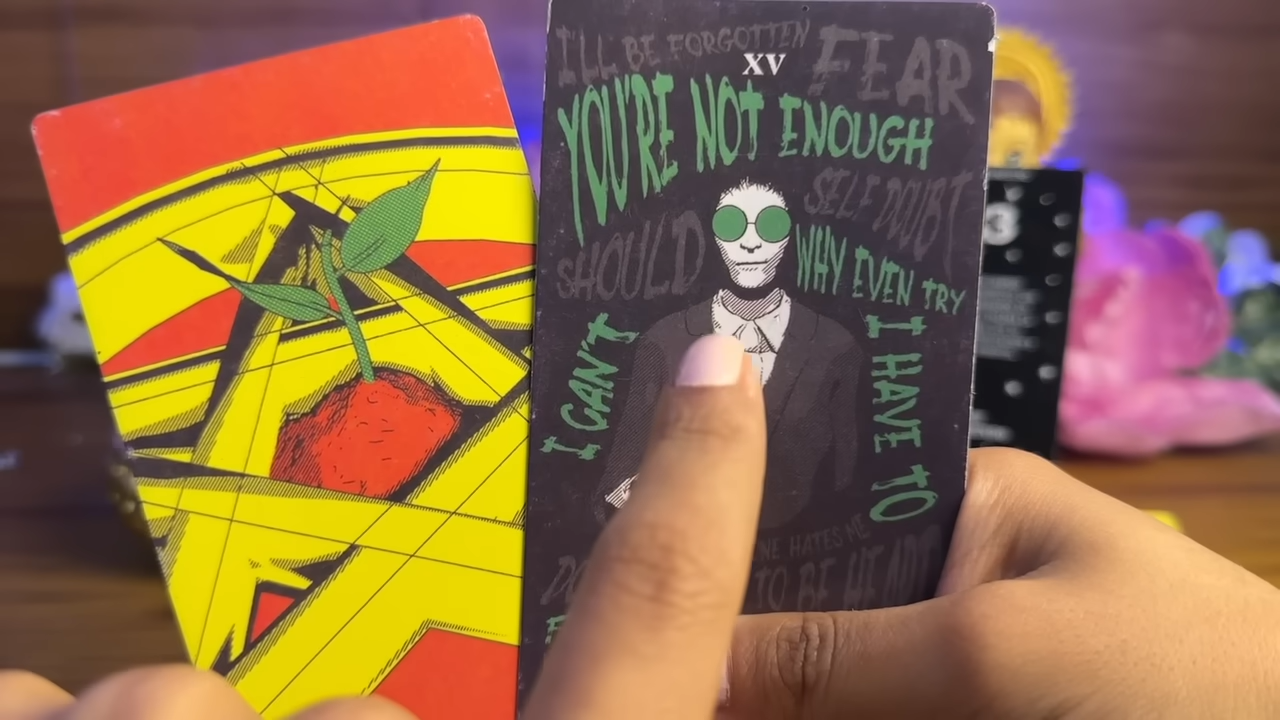 I'LL BE FORGOTTEN
FEAR
XV
YOU'RE NOT ENOUGH
SELF DOUBT
SHOULD
WHY EVEN TRY
I CAN'T
I HAVE TO
HATES ME
TO BE
3